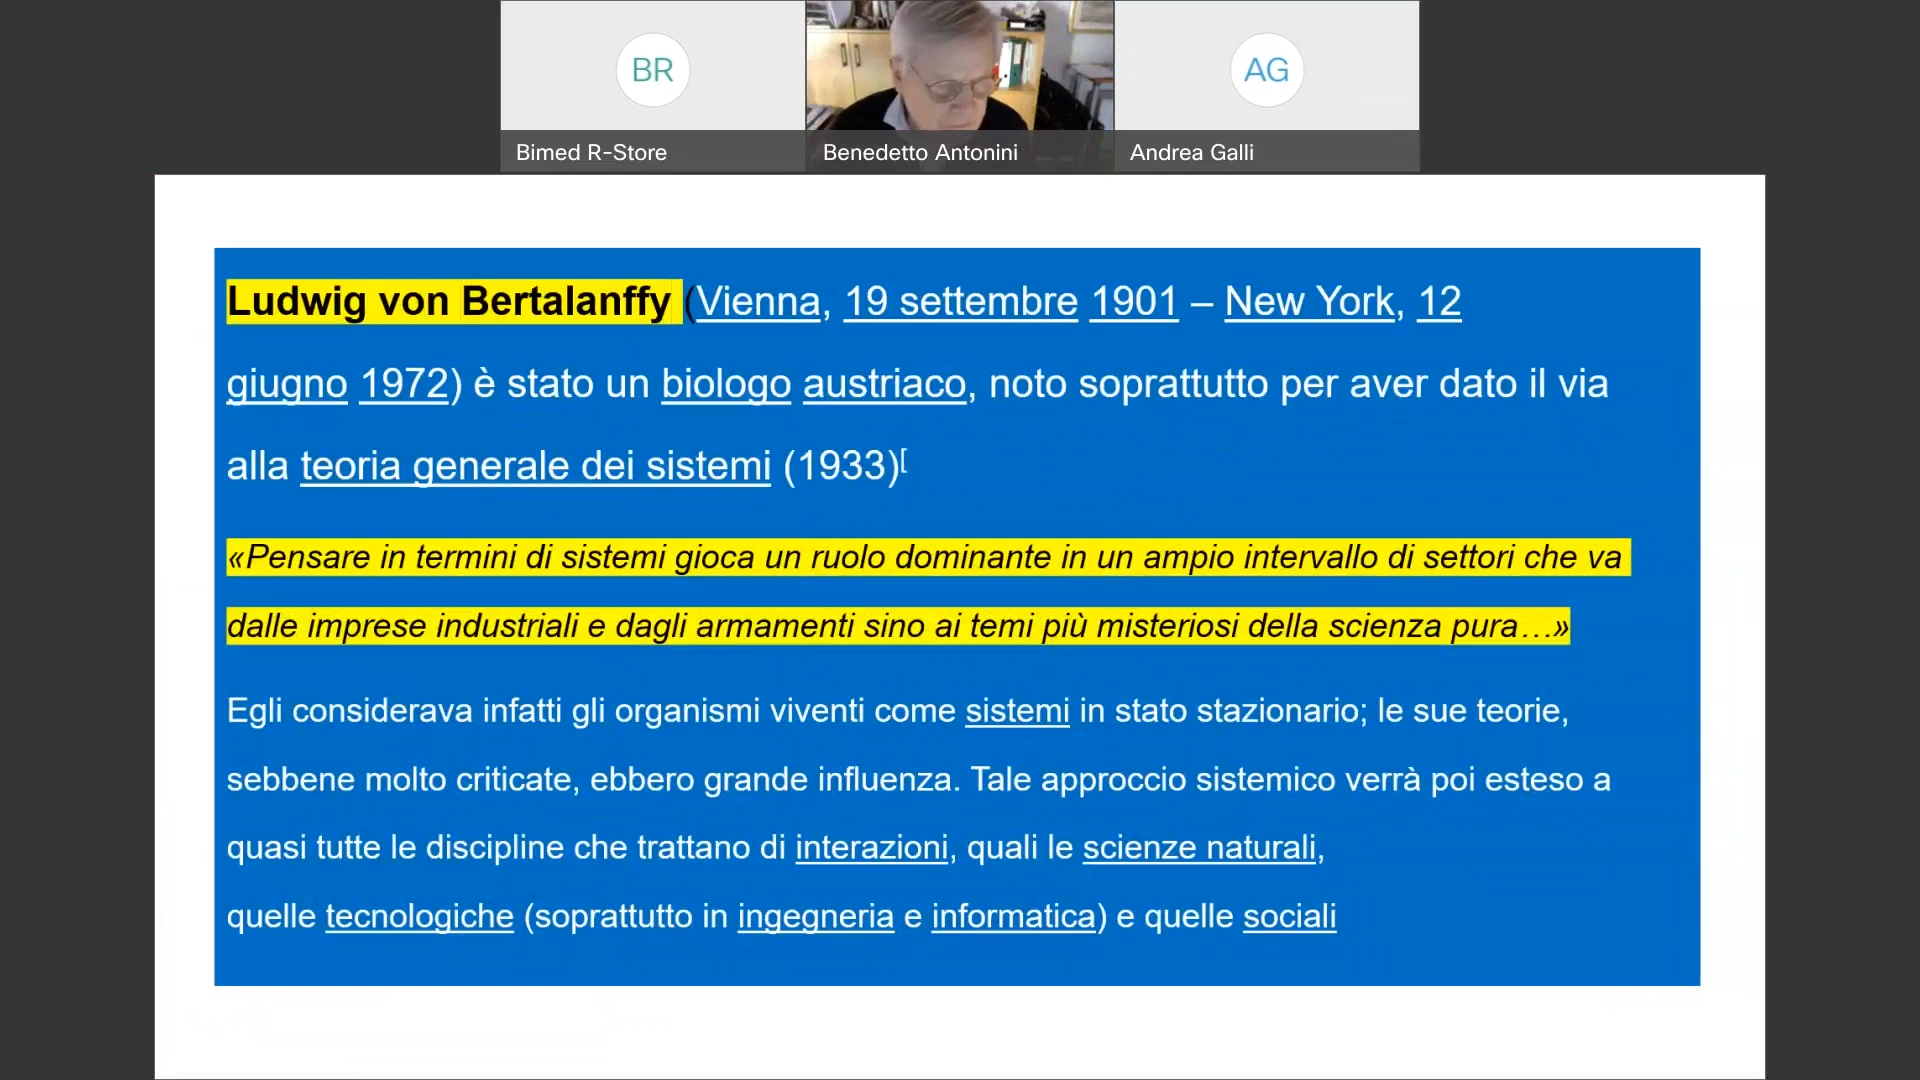 BR
AG
Bimed R-Store
Benedetto Antonini
Andrea Galli
Ludwig von Bertalanffy (Vienna, 19 settembre 1901 – New York, 12
giugno 1972) è stato un biologo austriaco, noto soprattutto per aver dato il via
alla teoria generale dei sistemi (1933)[
«Pensare in termini di sistemi gioca un ruolo dominante in un ampio intervallo di settori che va
dalle imprese industriali e dagli armamenti sino ai temi più misteriosi della scienza pura…»
Egli considerava infatti gli organismi viventi come sistemi in stato stazionario; le sue teorie,
sebbene molto criticate, ebbero grande influenza. Tale approccio sistemico verrà poi esteso a
quasi tutte le discipline che trattano di interazioni, quali le scienze naturali,
quelle tecnologiche (soprattutto in ingegneria e informatica) e quelle sociali